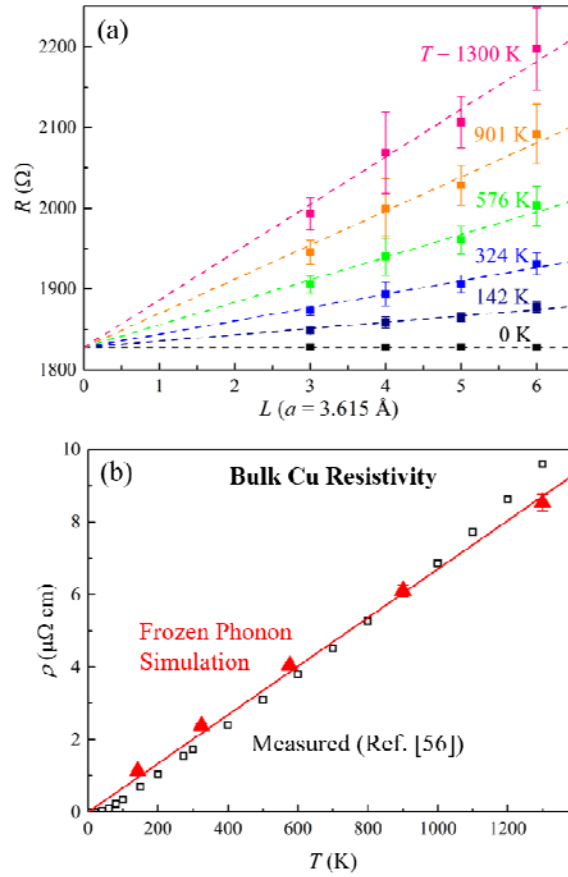 (a)
2200
2100
2000
1900
1800
R (Ω)
T = 1300 K
901 K
576 K
324 K
142 K
0 K
0 1 2 3 4 5 6
L (a = 3.615 Å)
(b)
Bulk Cu Resistivity
10
8
6
4
2
0
ρ (μΩ cm)
Frozen Phonon
Simulation
Measured (Ref. [56])
0 200 400 600 800 1000 1200
T (K)